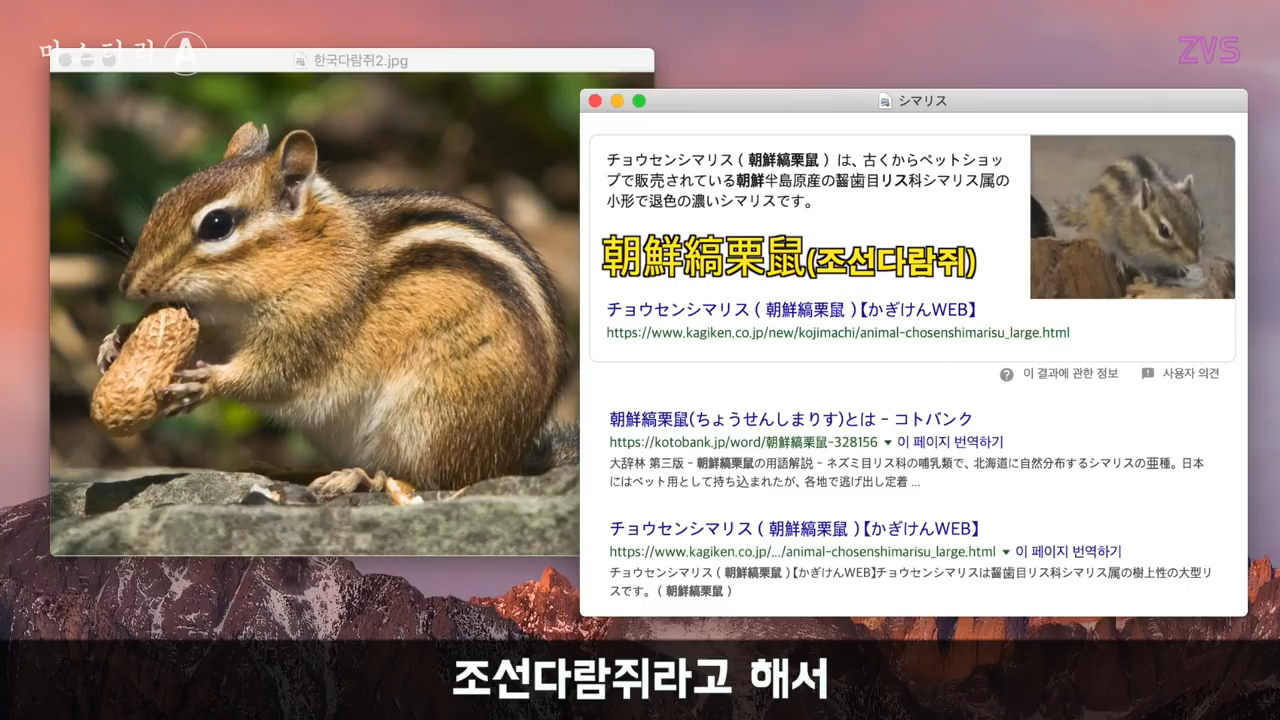 미스터리 A
ZVS
한국다람쥐2.jpg
シマリス
チョウセンシマリス ( 朝鮮縞栗鼠 ) は、古くからペットショッ
プで販売されている朝鮮半島原産の齧歯目リス科シマリス属の
小形で退色の濃いシマリスです。
朝鮮縞栗鼠(조선다람쥐)
チョウセンシマリス ( 朝鮮縞栗鼠 )【かぎけんWEB】
https://www.kagiken.co.jp/new/kojimachi/animal-chosenshimarisu_large.html
이 결과에 관한 정보 사용자 의견
朝鮮縞栗鼠(ちょうせんしまりす)とは - コトバンク
https://kotobank.jp/word/朝鮮縞栗鼠-328156 ▼ 이 페이지 번역하기
大辞林 第三版 - 朝鮮縞栗鼠の用語解説 - ネズミ目リス科の哺乳類で、北海道に自然分布するシマリスの亜種。日本
にはペット用として持ち込まれたが、各地で逃げ出し定着 ...
チョウセンシマリス ( 朝鮮縞栗鼠 )【かぎけんWEB】
https://www.kagiken.co.jp/.../animal-chosenshimarisu_large.html ▼ 이 페이지 번역하기
チョウセンシマリス ( 朝鮮縞栗鼠 )【かぎけんWEB】チョウセンシマリスは齧歯目リス科シマリス属の樹上性の大型リ
スです。( 朝鮮縞栗鼠 )
조선다람쥐라고 해서